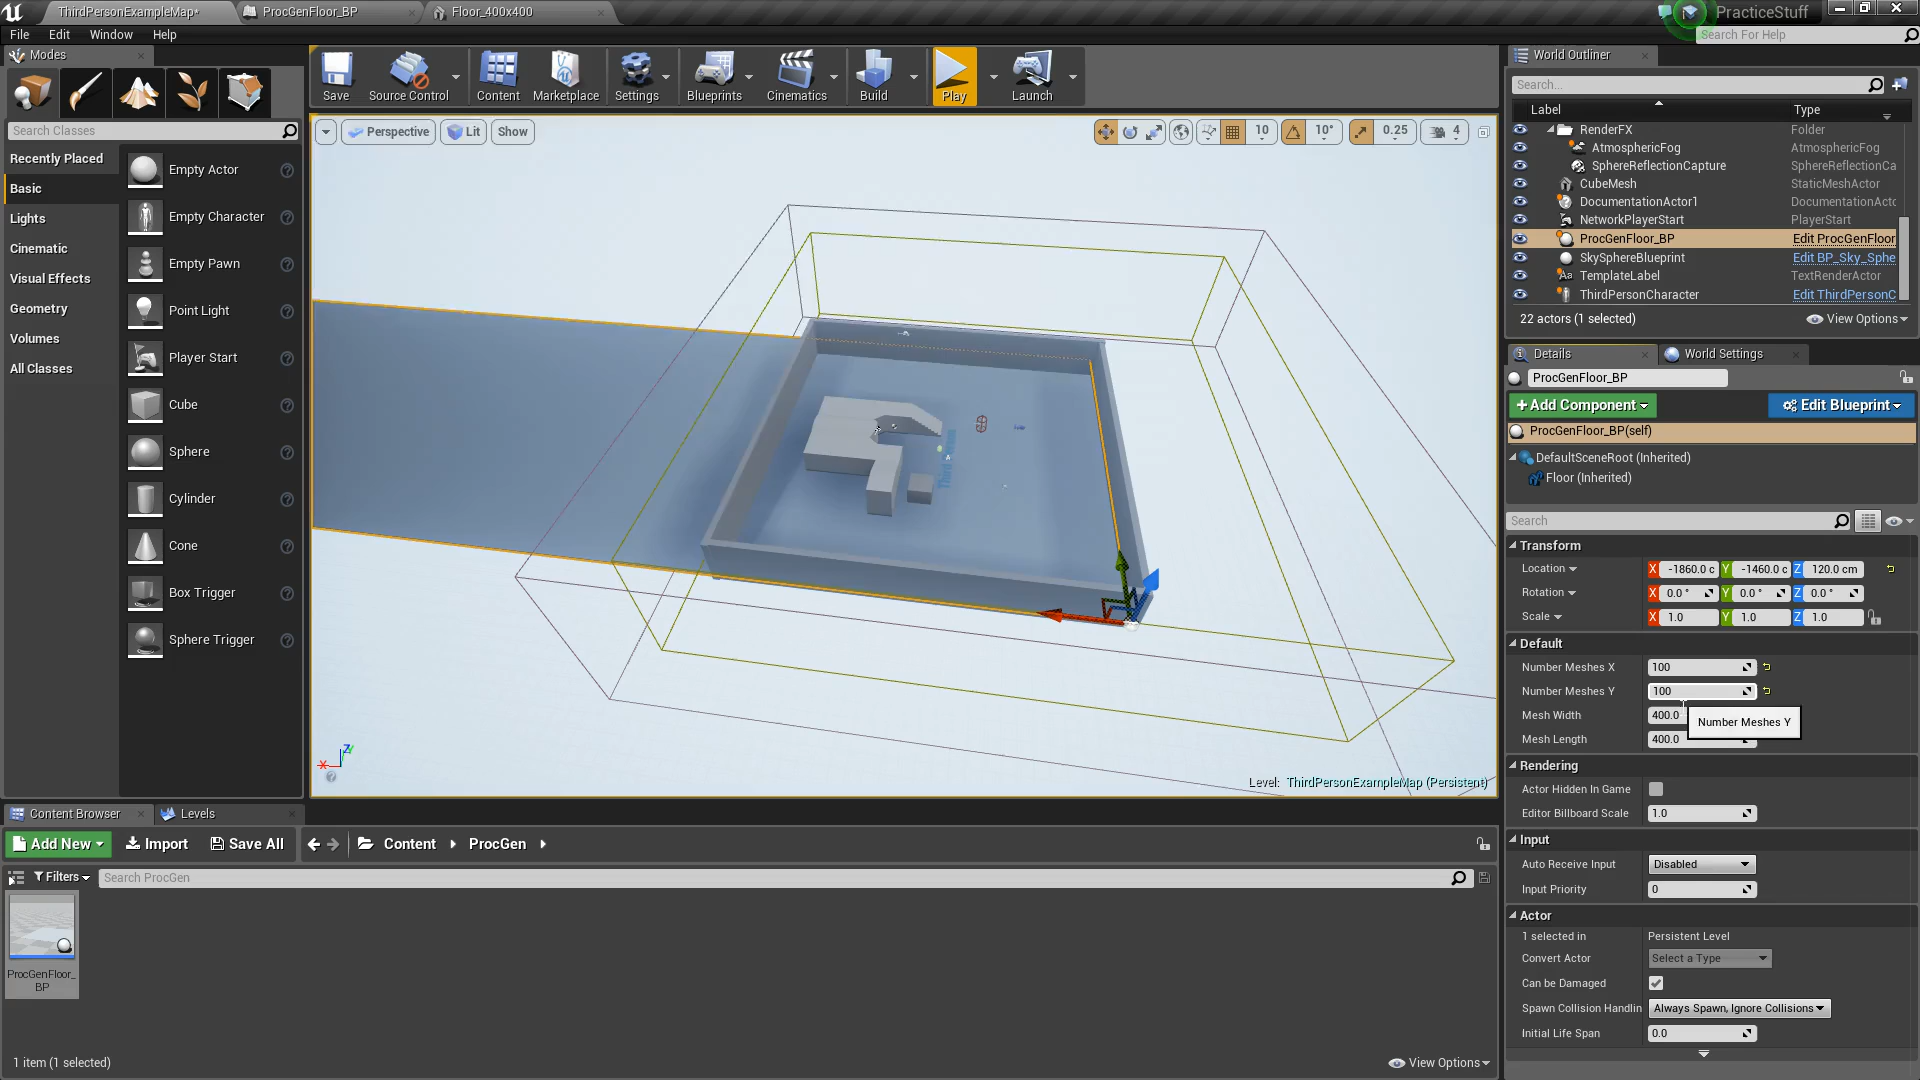 ThirdPersonExampleMap*
ProcGenFloor_BP
Floor_400x400
PracticeStuff
File Edit Window Help
Search For Help
Modes
Search Classes
Recently Placed
Basic
Lights
Cinematic
Visual Effects
Geometry
Volumes
All Classes
Empty Actor
Empty Character
Empty Pawn
Point Light
Player Start
Cube
Sphere
Cylinder
Cone
Box Trigger
Sphere Trigger
Save
Source Control
Content
Marketplace
Settings
Blueprints
Cinematics
Build
Play
Launch
Perspective
Lit
Show
10
10°
0.25
4
Third Person
Level: ThirdPersonExampleMap (Persistent)
World Outliner
Search...
Label Type
RenderFX Folder
AtmosphericFog AtmosphericFog
SphereReflectionCapture SphereReflectionCa
CubeMesh StaticMeshActor
DocumentationActor1 DocumentationActc
NetworkPlayerStart PlayerStart
ProcGenFloor_BP Edit ProcGenFloor
SkySphereBlueprint Edit BP_Sky_Sphe
TemplateLabel TextRenderActor
ThirdPersonCharacter Edit ThirdPersonC
22 actors (1 selected)
View Options
Details
World Settings
ProcGenFloor_BP
+Add Component
Edit Blueprint
ProcGenFloor_BP(self)
DefaultSceneRoot (Inherited)
Floor (Inherited)
Search
Transform
Location X -1860.0 c Y -1460.0 c Z 120.0 cm
Rotation X 0.0 ° Y 0.0 ° Z 0.0 °
Scale X 1.0 Y 1.0 Z 1.0
Default
Number Meshes X 100
Number Meshes Y 100
Mesh Width 400.0
Number Meshes Y
Mesh Length 400.0
Rendering
Actor Hidden In Game
Editor Billboard Scale 1.0
Input
Auto Receive Input Disabled
Input Priority 0
Actor
1 selected in Persistent Level
Convert Actor Select a Type
Can be Damaged
Spawn Collision Handlin Always Spawn, Ignore Collisions
Initial Life Span 0.0
Content Browser
Levels
Add New
Import
Save All
Content
ProcGen
Filters
Search ProcGen
ProcGenFloor_
BP
1 item (1 selected)
View Options